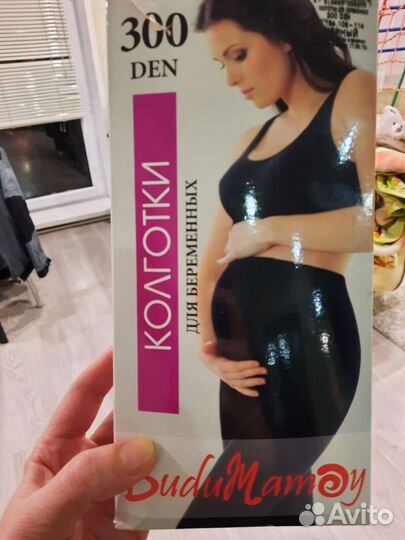 300
DEN
КОЛГОТКИ
ДЛЯ БЕРЕМЕННЫХ
BuduMamoy
Avito